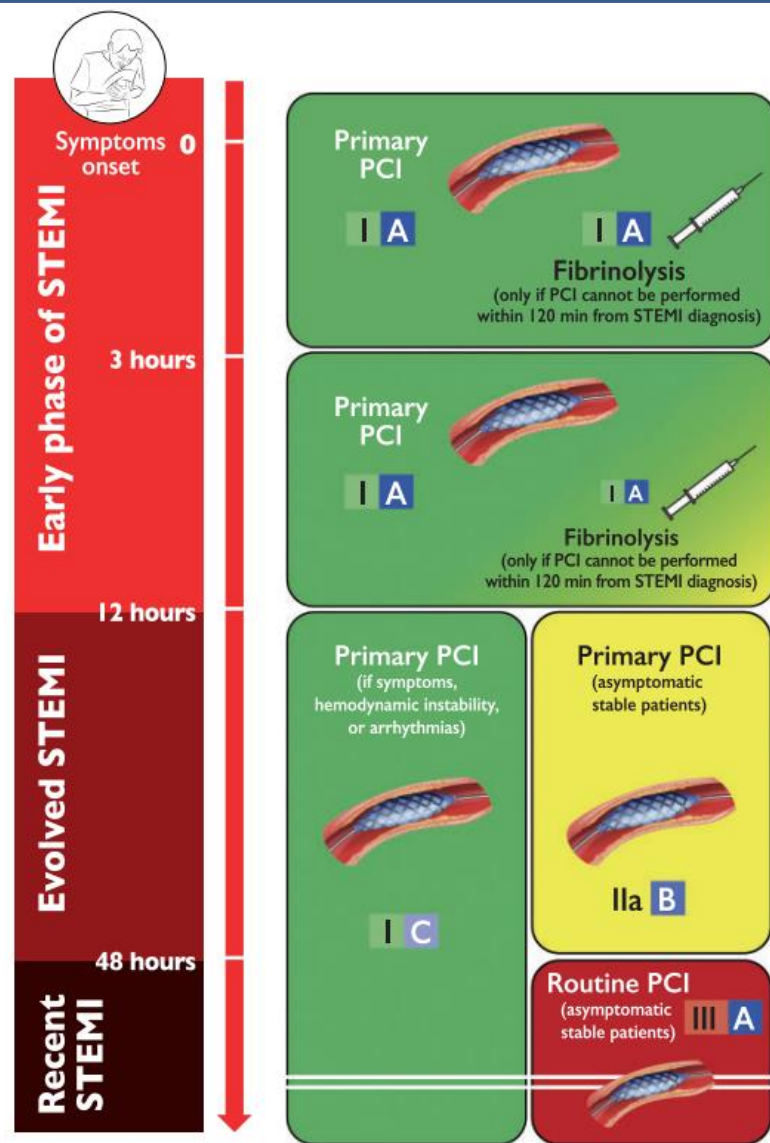 Symptoms
onset
0
Early phase of STEMI
3 hours
12 hours
Evolved STEMI
48 hours
Recent
STEMI
Primary
PCI
I A
I A
Fibrinolysis
(only if PCI cannot be performed
within 120 min from STEMI diagnosis)
Primary
PCI
I A
I A
Fibrinolysis
(only if PCI cannot be performed
within 120 min from STEMI diagnosis)
Primary PCI
(if symptoms,
hemodynamic instability,
or arrhythmias)
I C
Primary PCI
(asymptomatic
stable patients)
IIa B
Routine PCI
(asymptomatic
stable patients)
III A